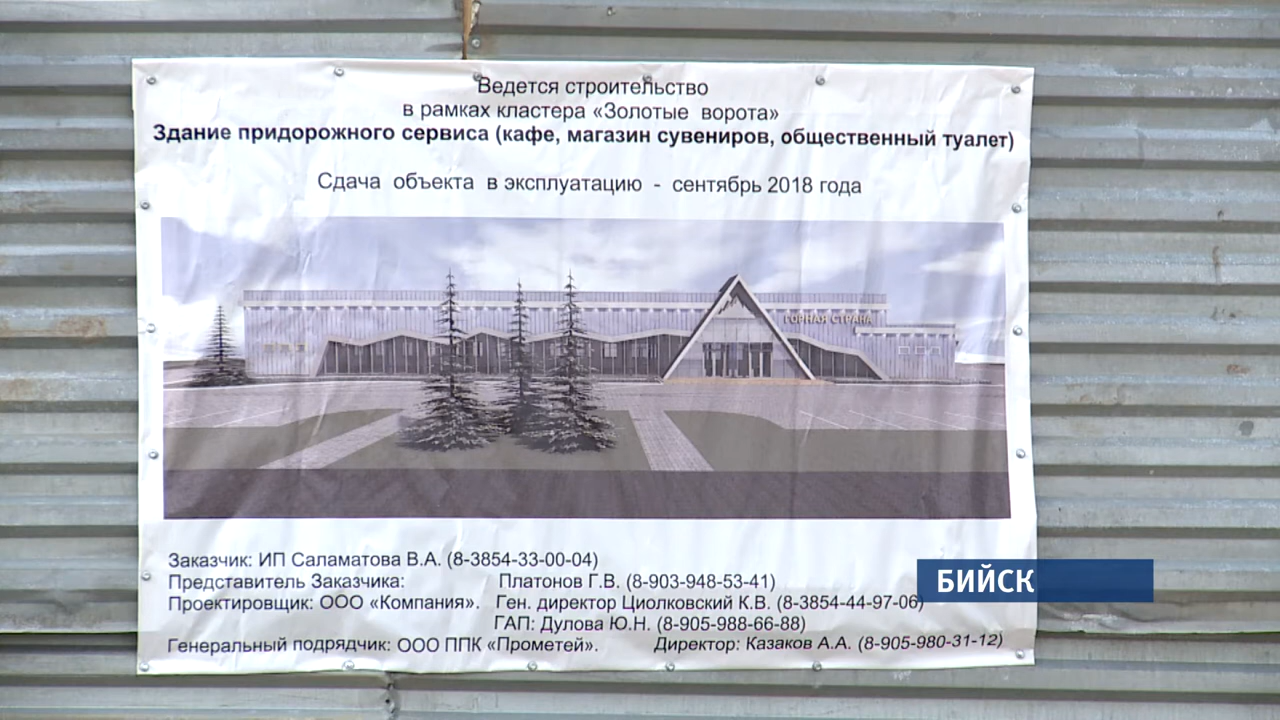 Ведется строительство
в рамках кластера «Золотые ворота»
Здание придорожного сервиса (кафе, магазин сувениров, общественный туалет)
Сдача объекта в эксплуатацию - сентябрь 2018 года
ГОРНАЯ СТРАНА
Заказчик: ИП Саламатова В.А. (8-3854-33-00-04)
Представитель Заказчика: Платонов Г.В. (8-903-948-53-41)
Проектировщик: ООО «Компания». Ген. директор Циолковский К.В. (8-3854-44-97-06)
ГАП: Дулова Ю.Н. (8-905-988-66-88)
Генеральный подрядчик: ООО ППК «Прометей». Директор: Казаков А.А. (8-905-980-31-12)
БИЙСК